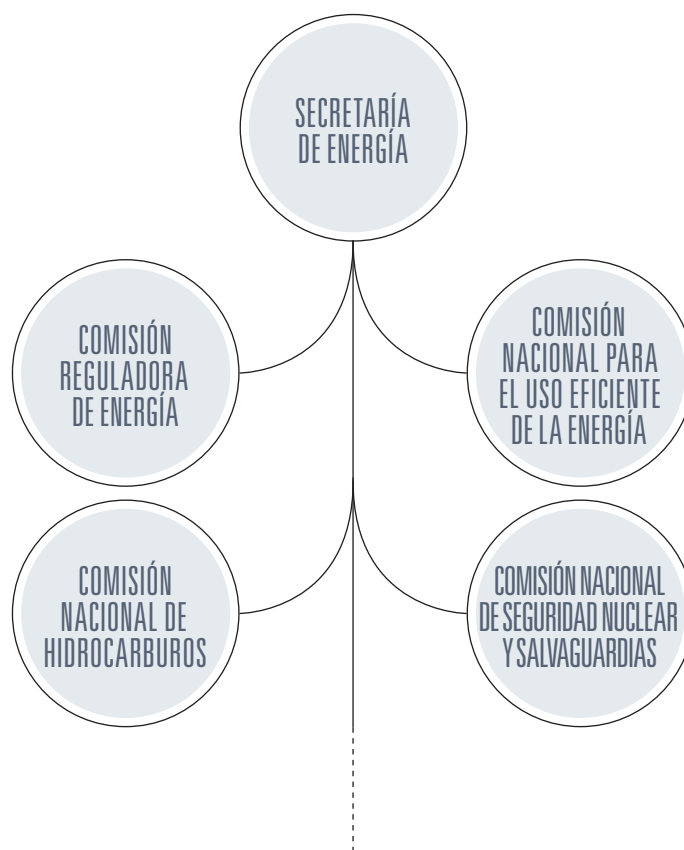 SECRETARÍA
DE ENERGÍA
COMISIÓN
REGULADORA
DE ENERGÍA
COMISIÓN
NACIONAL PARA
EL USO EFICIENTE
DE LA ENERGÍA
COMISIÓN
NACIONAL DE
HIDROCARBUROS
COMISIÓN NACIONAL
DE SEGURIDAD NUCLEAR
Y SALVAGUARDIAS